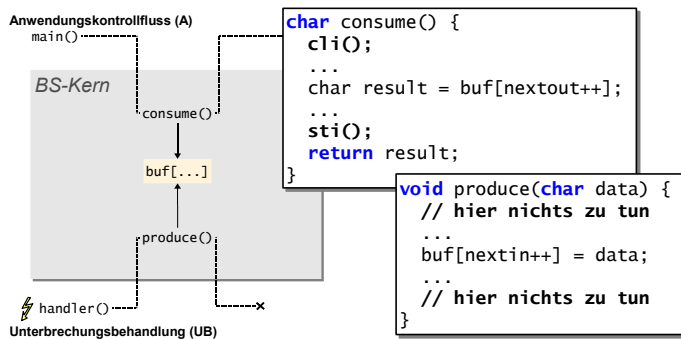 Anwendungskontrollfluss (A)
main()
BS-Kern
consume()
buf[...]
produce()
handler()
Unterbrechungsbehandlung (UB)
char consume() {
cli();
...
char result = buf[nextout++];
...
sti();
return result;
}
void produce(char data) {
// hier nichts zu tun
...
buf[nextin++] = data;
...
// hier nichts zu tun
}